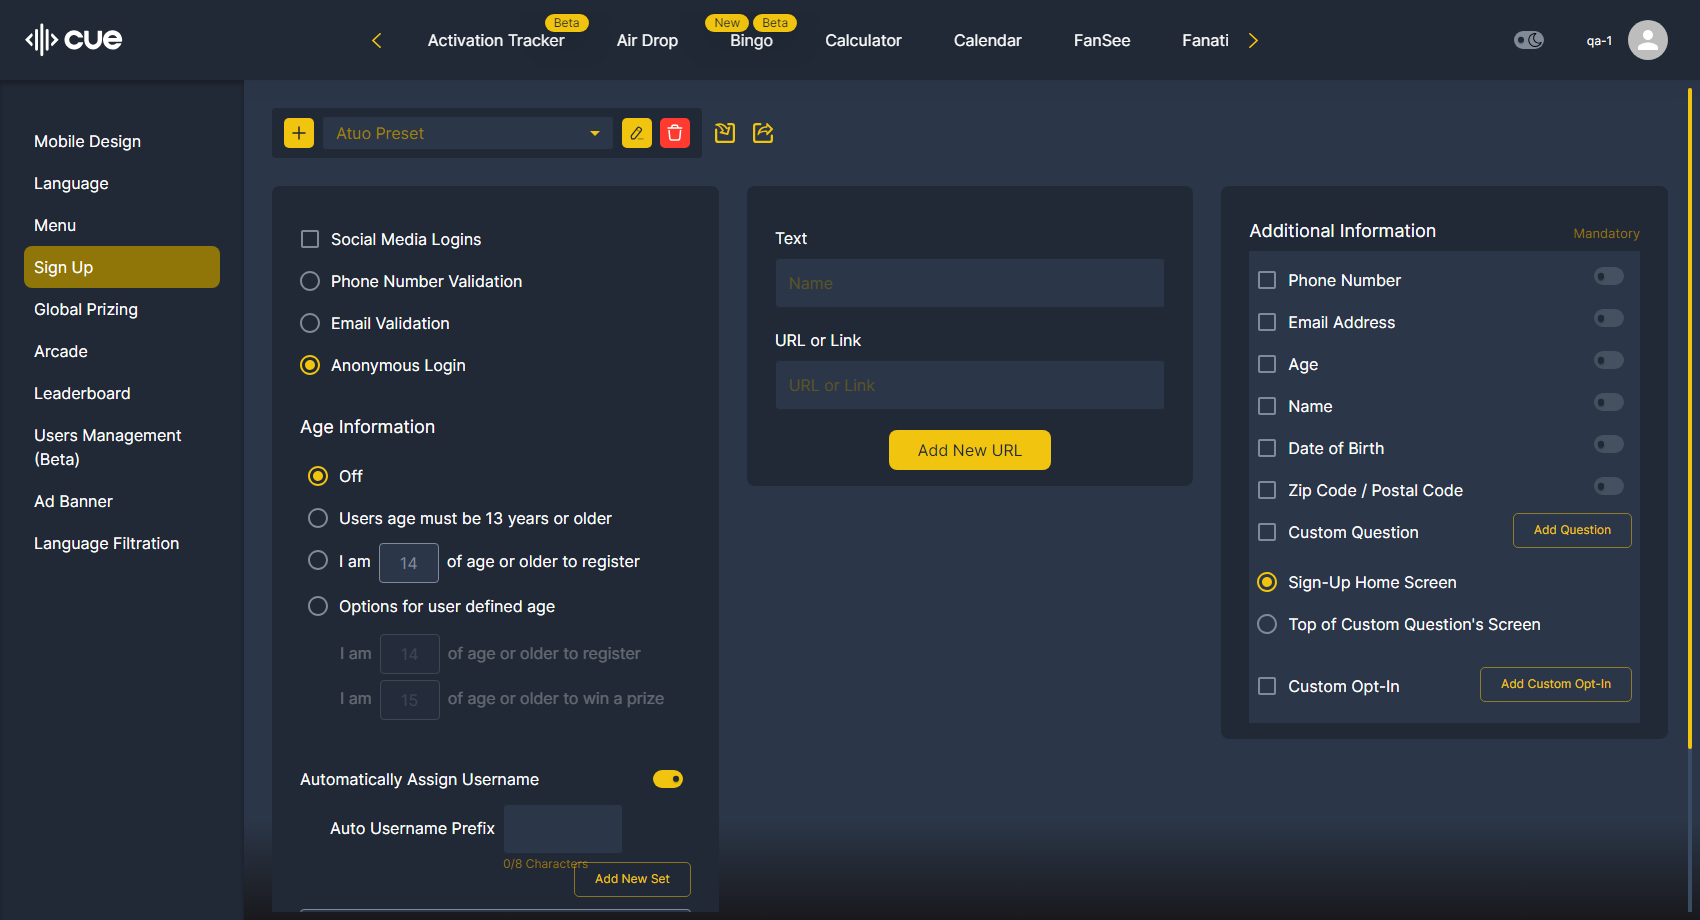 cue
Activation Tracker
Beta
Air Drop
New
Beta
Bingo
Calculator
Calendar
FanSee
Fanati
qa-1
Mobile Design
Language
Menu
Sign Up
Global Prizing
Arcade
Leaderboard
Users Management
(Beta)
Ad Banner
Language Filtration
Atuo Preset
Social Media Logins
Phone Number Validation
Email Validation
Anonymous Login
Age Information
Off
Users age must be 13 years or older
I am 14 of age or older to register
Options for user defined age
I am 14 of age or older to register
I am 15 of age or older to win a prize
Automatically Assign Username
Auto Username Prefix
0/8 Characters
Add New Set
Text
Name
URL or Link
URL or Link
Add New URL
Additional Information
Mandatory
Phone Number
Email Address
Age
Name
Date of Birth
Zip Code / Postal Code
Custom Question
Add Question
Sign-Up Home Screen
Top of Custom Question's Screen
Custom Opt-In
Add Custom Opt-In